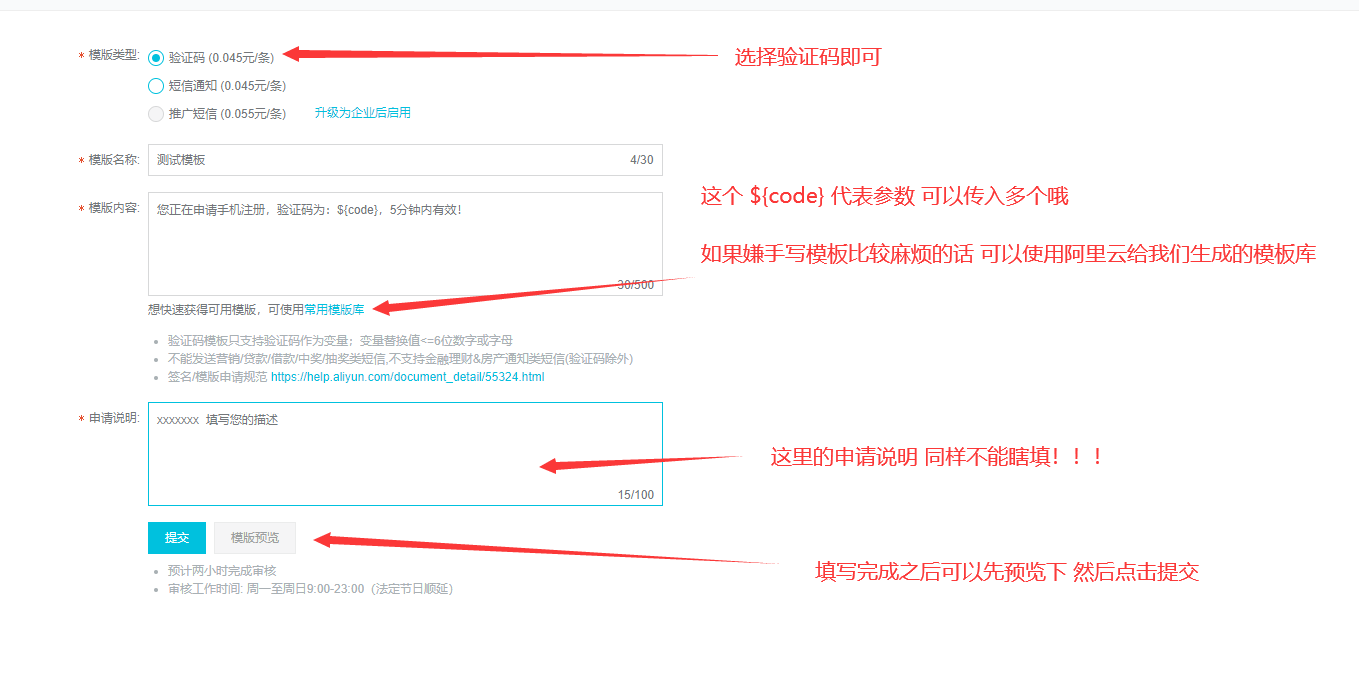 * 模版类型: 验证码 (0.045元/条) 选择验证码即可
短信通知 (0.045元/条)
推广短信 (0.055元/条) 升级为企业后启用
* 模版名称: 测试模板 4/30
这个 ${code} 代表参数 可以传入多个哦
* 模版内容: 您正在申请手机注册，验证码为：${code}，5分钟内有效！
如果嫌手写模板比较麻烦的话 可以使用阿里云给我们生成的模板库
30/500
想快速获得可用模版，可使用常用模版库
验证码模板只支持验证码作为变量；变量替换值<=6位数字或字母
不能发送营销/贷款/借款/中奖/抽奖类短信,不支持金融理财&房产通知类短信(验证码除外)
签名/模版申请规范 https://help.aliyun.com/document_detail/55324.html
* 申请说明: xxxxxxx 填写您的描述
这里的申请说明 同样不能瞎填！！！
15/100
提交 模版预览
填写完成之后可以先预览下 然后点击提交
预计两小时完成审核
审核工作时间: 周一至周日9:00-23:00（法定节日顺延）